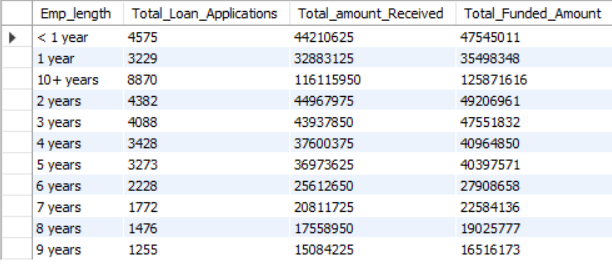 Emp_length Total_Loan_Applications Total_amount_Received Total_Funded_Amount
< 1 year 4575 44210625 47545011
1 year 3229 32883125 35498348
10+ years 8870 116115950 125871616
2 years 4382 44967975 49206961
3 years 4088 43937850 47551832
4 years 3428 37600375 40964850
5 years 3273 36973625 40397571
6 years 2228 25612650 27908658
7 years 1772 20811725 22584136
8 years 1476 17558950 19025777
9 years 1255 15084225 16516173